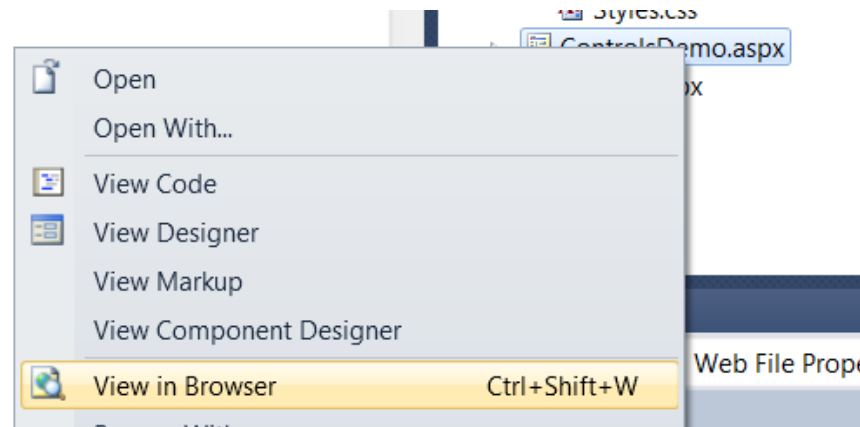 Styles.css
ControlsDemo.aspx
px
Open
Open With...
View Code
View Designer
View Markup
View Component Designer
View in Browser Ctrl+Shift+W
Web File Prope